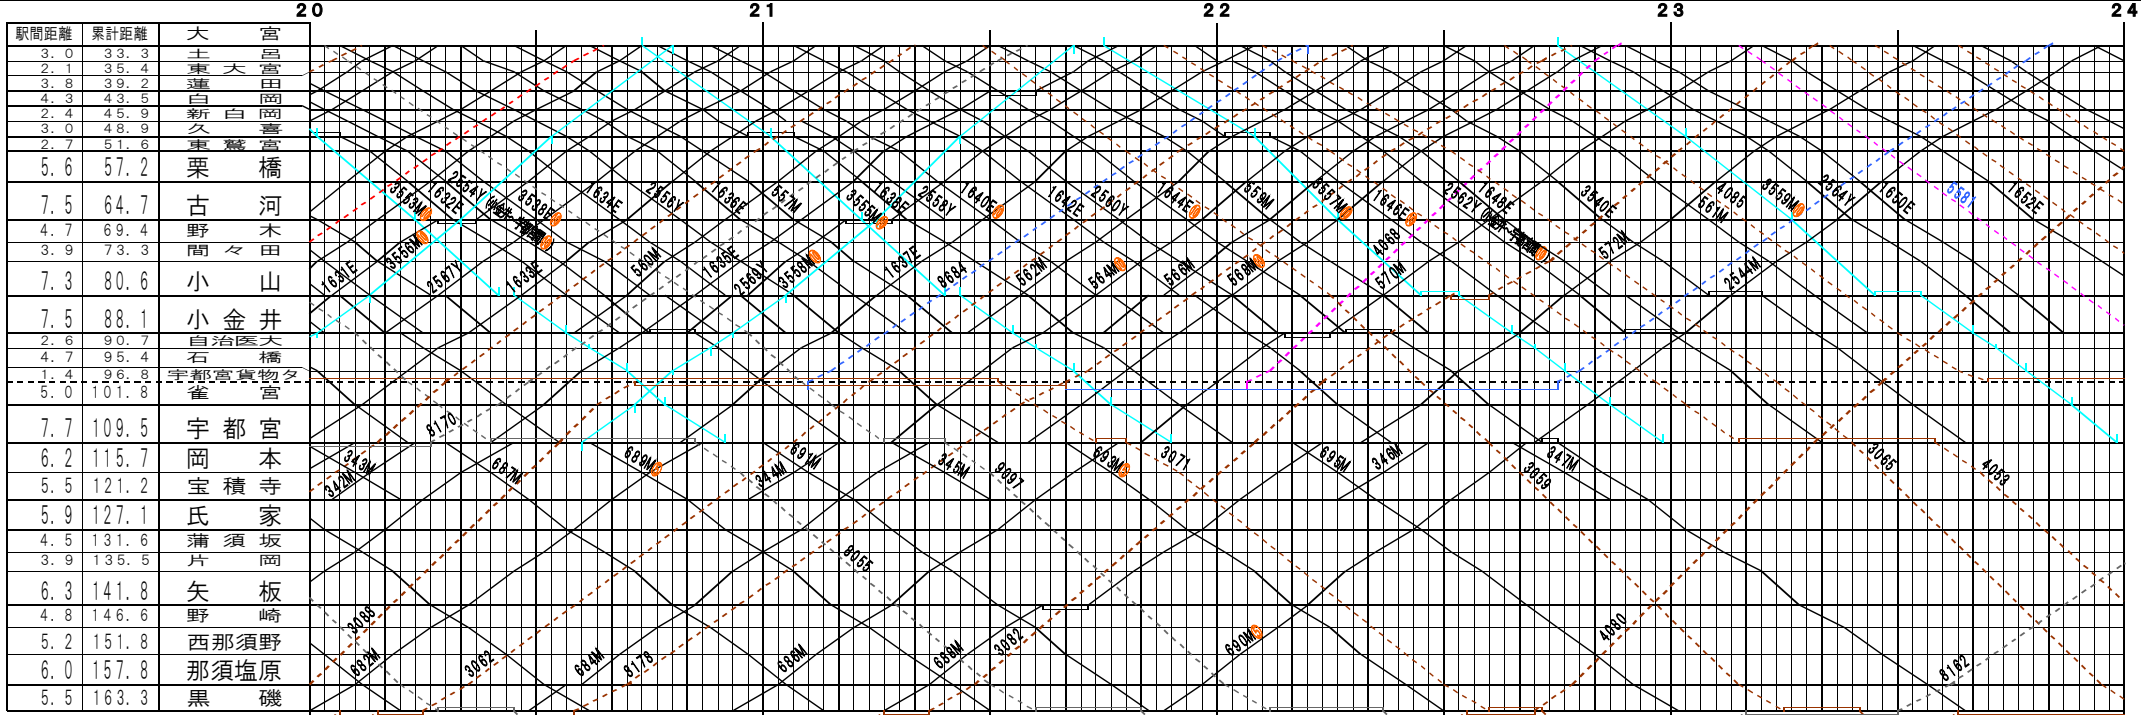 20 21 22 23 24
駅間距離 累計距離 大宮
3.0 33.3 土呂
2.1 35.4 東大宮
3.8 39.2 蓮田
4.3 43.5 白岡
2.4 45.9 新白岡
3.0 48.9 久喜
2.7 51.6 東鷲宮
5.6 57.2 栗橋
7.5 64.7 古河
4.7 69.4 野木
3.9 73.3 間々田
7.3 80.6 小山
7.5 88.1 小金井
2.6 90.7 自治医大
4.7 95.4 石橋
1.4 96.8 宇都宮貨物タ
5.0 101.8 雀宮
7.7 109.5 宇都宮
6.2 115.7 岡本
5.5 121.2 宝積寺
5.9 127.1 氏家
4.5 131.6 蒲須坂
3.9 135.5 片岡
6.3 141.8 矢板
4.8 146.6 野崎
5.2 151.8 西那須野
6.0 157.8 那須塩原
5.5 163.3 黒磯
3553M 1632E 2554Y 3538E 1634E 2556Y 1636E 557M 3555M 1638E 2558Y 1640E 1642E 2560Y 1644E 559M 3557M 1646E 2562Y 1648E 3540E 4085 561M 3559M 2564Y 1650E 5581 1652E
1631E 3556M 2567Y 1633E 560M 1635E 2569Y 3558M 1637E 8684 562M 564M 566M 568M 4068 570M 572M 2544M
8170
343M 342M 687M 689M 344M 691M 345M 9097 693M 3071 695M 346M 3059 347M 3065 4059
8055
3088 682M 3062 684M 8178 686M 688M 3082 690M 4080 8162